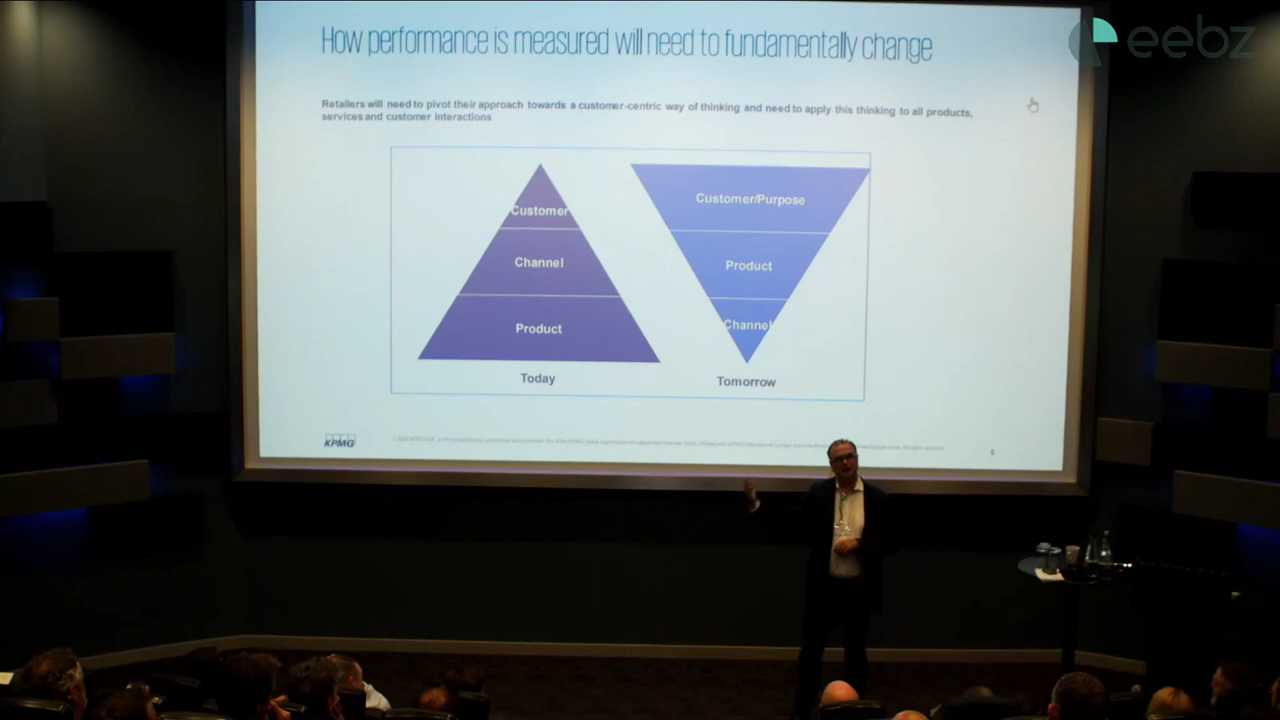 eebz
How performance is measured will need to fundamentally change
Retailers will need to pivot their approach towards a customer-centric way of thinking and need to apply this thinking to all products,
services and customer interactions
Customer
Channel
Product
Today
Customer/Purpose
Product
Channel
Tomorrow
KPMG